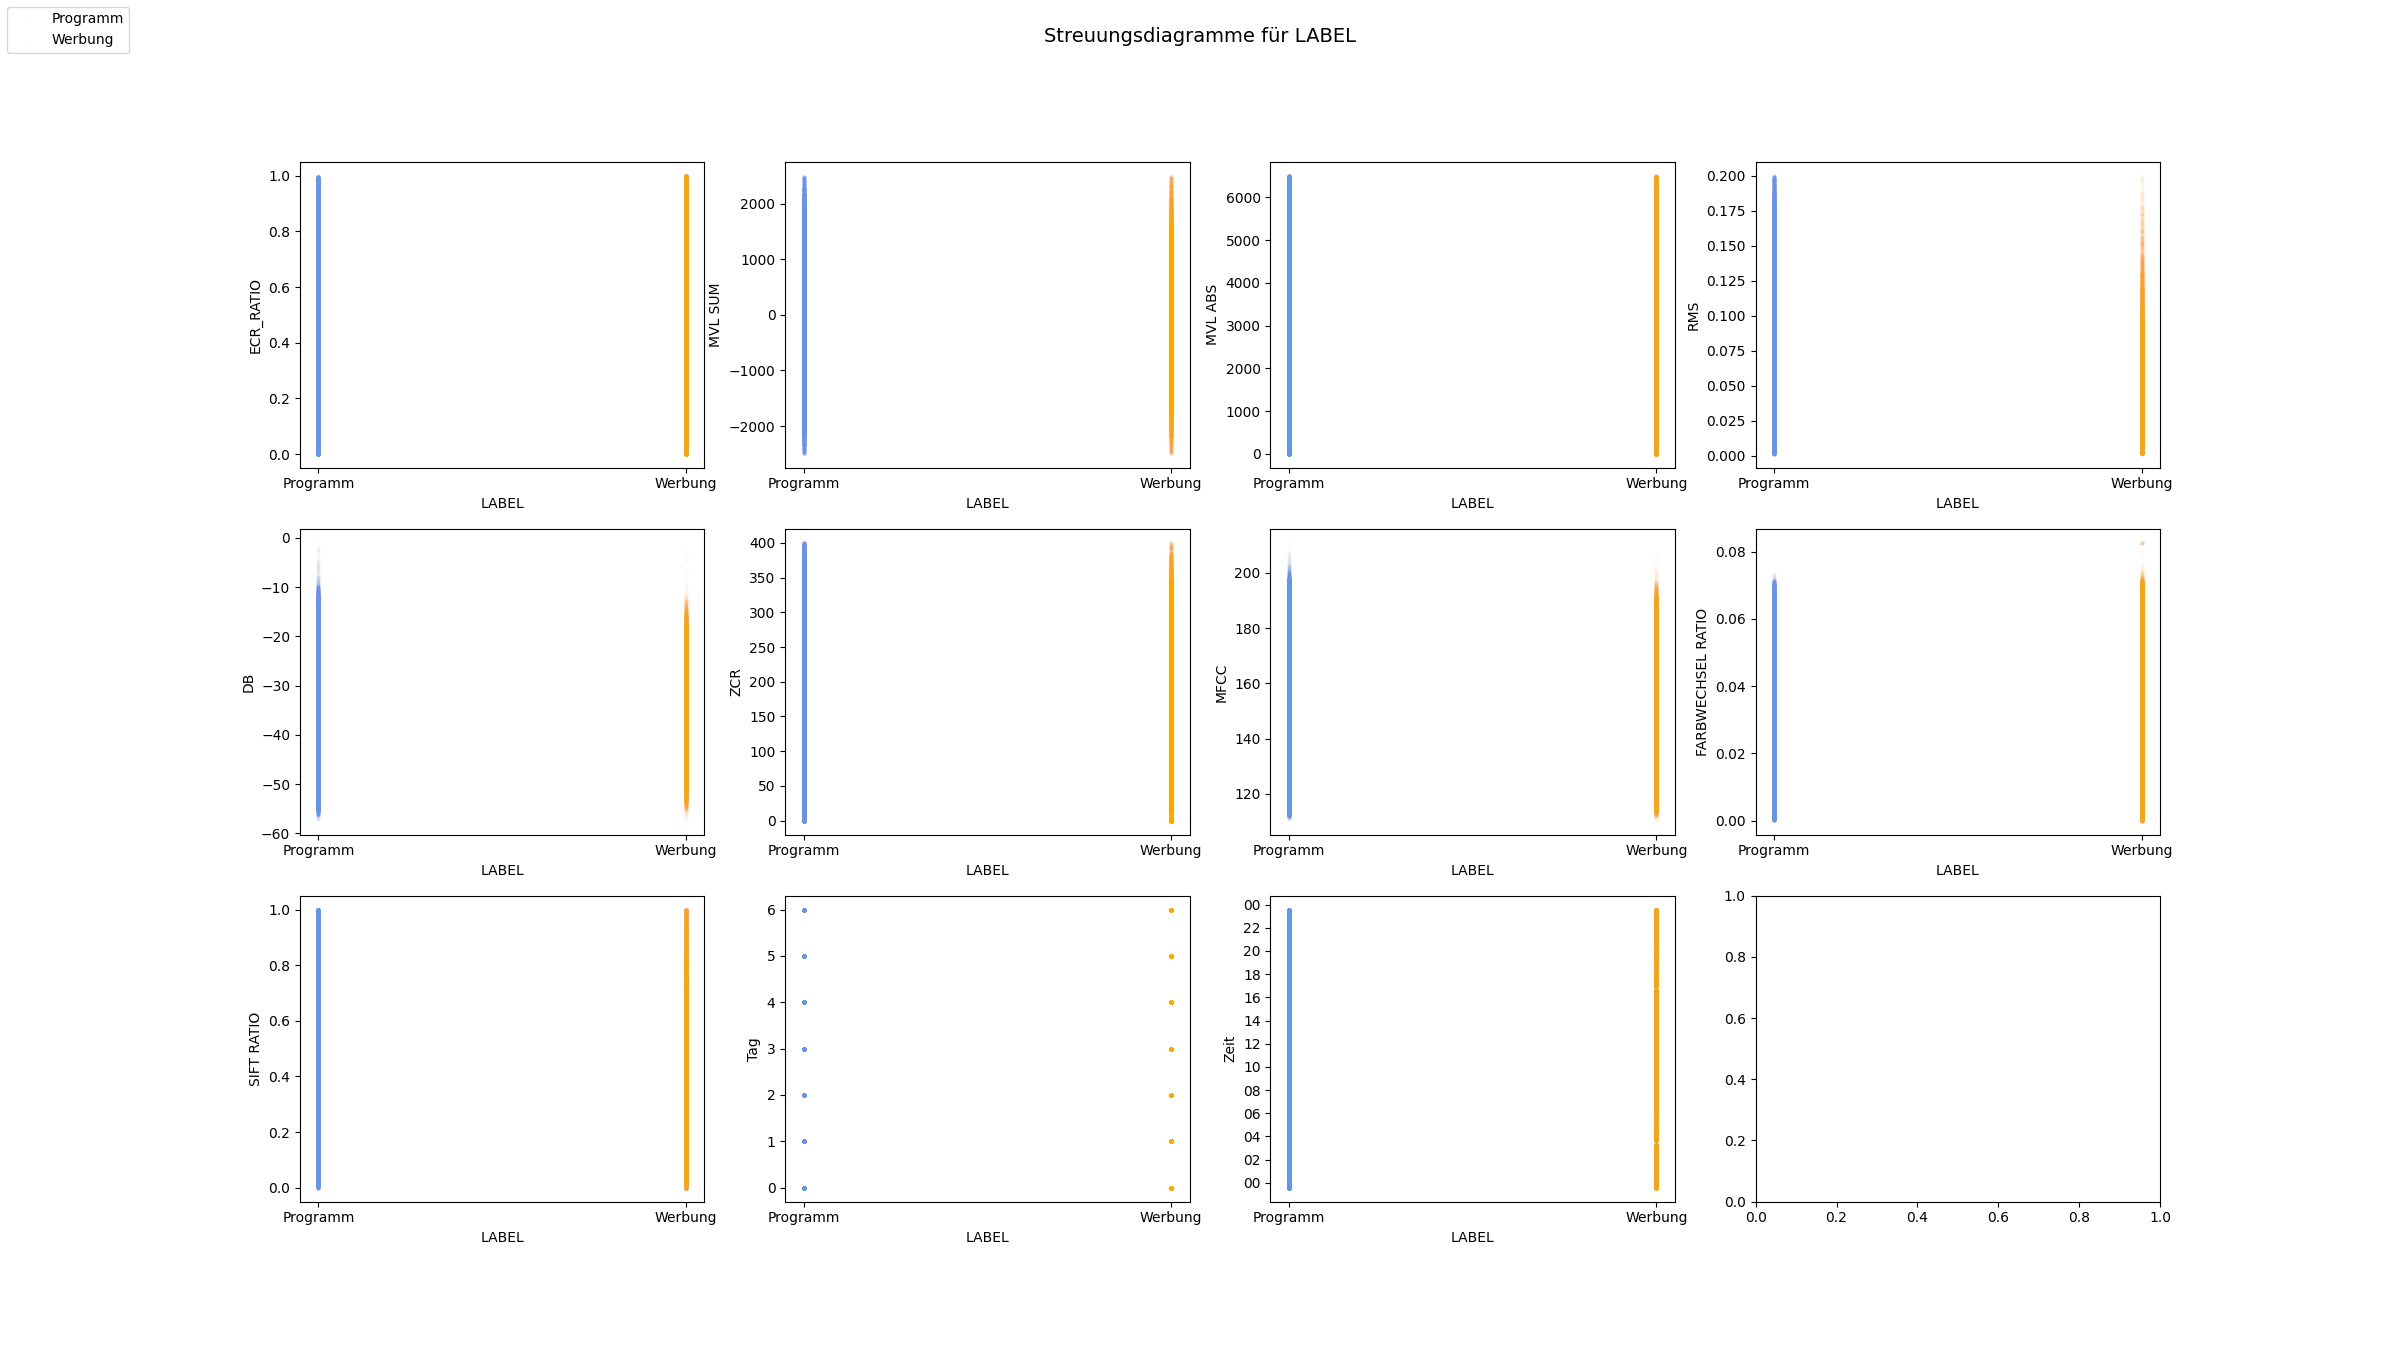 Programm
Werbung
Streuungsdiagramme für LABEL
ECR_RATIO
1.0
0.8
0.6
0.4
0.2
0.0
Programm Werbung
LABEL
MVL SUM
2000
1000
0
−1000
−2000
Programm Werbung
LABEL
MVL ABS
6000
5000
4000
3000
2000
1000
0
Programm Werbung
LABEL
RMS
0.200
0.175
0.150
0.125
0.100
0.075
0.050
0.025
0.000
Programm Werbung
LABEL
DB
0
−10
−20
−30
−40
−50
−60
Programm Werbung
LABEL
ZCR
400
350
300
250
200
150
100
50
0
Programm Werbung
LABEL
MFCC
200
180
160
140
120
Programm Werbung
LABEL
FARBWECHSEL RATIO
0.08
0.06
0.04
0.02
0.00
Programm Werbung
LABEL
SIFT RATIO
1.0
0.8
0.6
0.4
0.2
0.0
Programm Werbung
LABEL
Tag
6
5
4
3
2
1
0
Programm Werbung
LABEL
Zeit
00
22
20
18
16
14
12
10
08
06
04
02
00
Programm Werbung
LABEL
1.0
0.8
0.6
0.4
0.2
0.0
0.0 0.2 0.4 0.6 0.8 1.0